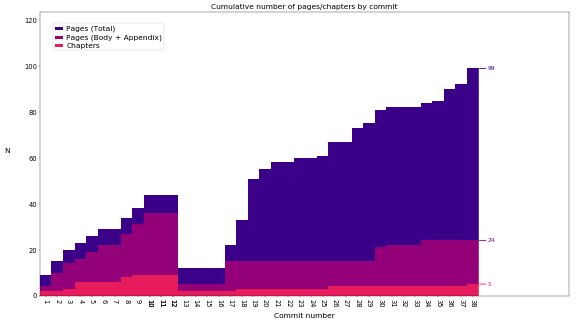 Cumulative number of pages/chapters by commit
120
100
80
60
40
20
0
N
Pages (Total)
Pages (Body + Appendix)
Chapters
99
24
5
1 2 3 4 5 6 7 8 9 10 11 12 13 14 15 16 17 18 19 20 21 22 23 24 25 26 27 28 29 30 31 32 33 34 35 36 37 38
Commit number